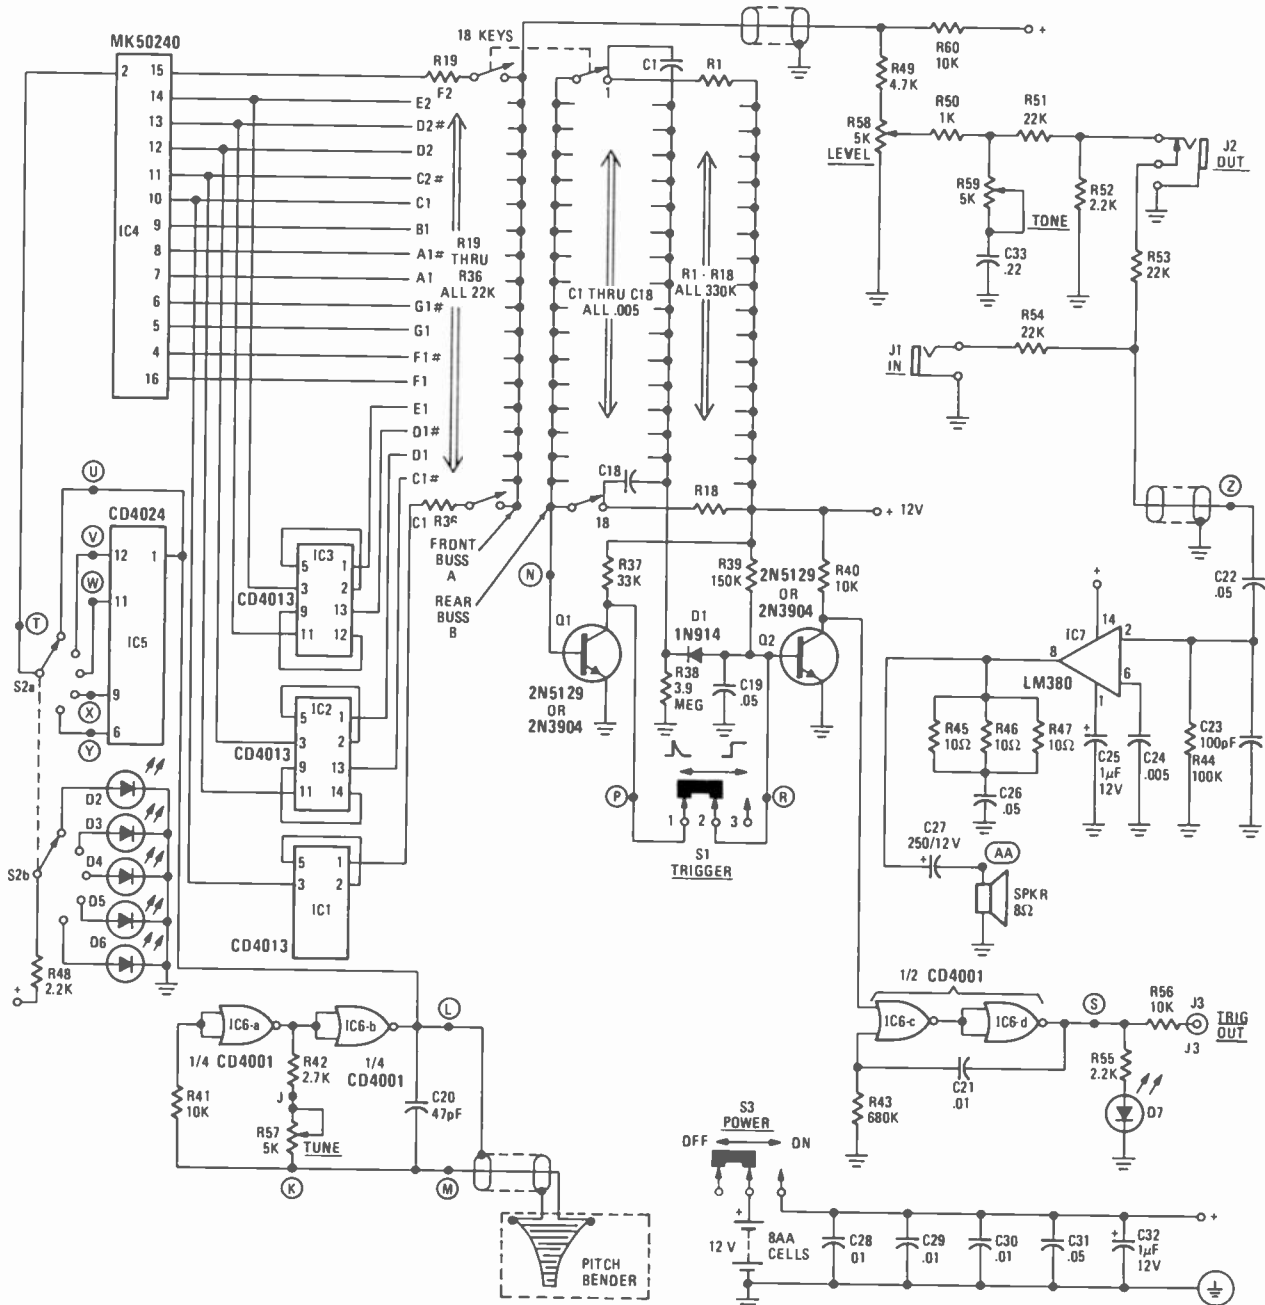 MK50240
2
15
14
13
12
11
10
9
8
7
6
5
4
16
IC4
18 KEYS
R19
F2
E2
D2#
D2
C2#
C1
B1
A1#
A1
G1#
G1
F1#
F1
E1
D1#
D1
C1#
C1
R36
R19
THRU
R36
ALL 22K
FRONT
BUSS
A
REAR
BUSS
B
C1
R1
1
C1 THRU C18
ALL .005
R1 - R18
ALL 330K
C18
18
R18
+ 12V
R60
10K
+
R49
4.7K
R58
5K
LEVEL
R50
1K
R51
22K
R59
5K
TONE
C33
.22
R52
2.2K
J2
OUT
R53
22K
R54
22K
J1
IN
Z
C22
.05
U
CD4024
V
12
1
W
11
IC5
T
S2a
9
X
6
Y
D2
D3
D4
D5
D6
S2b
R48
2.2K
+
IC3
5
3
9
11
1
2
13
12
CD4013
IC2
5
3
9
11
1
2
13
14
CD4013
5
3
1
2
IC1
CD4013
N
Q1
2N5129
OR
2N3904
R37
33K
R39
150K
2N5129
OR
2N3904
R40
10K
D1
1N914
Q2
R38
3.9
MEG
C19
.05
P
R
1
2
3
S1
TRIGGER
+
14
IC7
8
2
6
1
LM380
R45
10Ω
R46
10Ω
R47
10Ω
+
C25
1µF
12V
C24
.005
C23
100pF
R44
100K
C26
.05
C27
250/12V
+
AA
SPKR
8Ω
IC6-a
1/4 CD4001
IC6-b
1/4
CD4001
L
R41
10K
R42
2.7K
J
R57
5K
TUNE
K
C20
47pF
M
PITCH
BENDER
1/2 CD4001
IC6-c
IC6-d
S
R56
10K
J3
J3
TRIG
OUT
R55
2.2K
D7
C21
.01
R43
680K
S3
POWER
OFF
ON
+
12 V
8AA
CELLS
C28
01
C29
.01
C30
.01
C31
.05
+
C32
1µF
12V
+